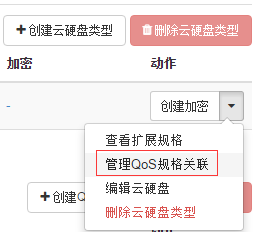 创建云硬盘类型 删除云硬盘类型
加密 动作
- 创建加密
查看扩展规格
管理QoS规格关联
编辑云硬盘
删除云硬盘类型
创建Q